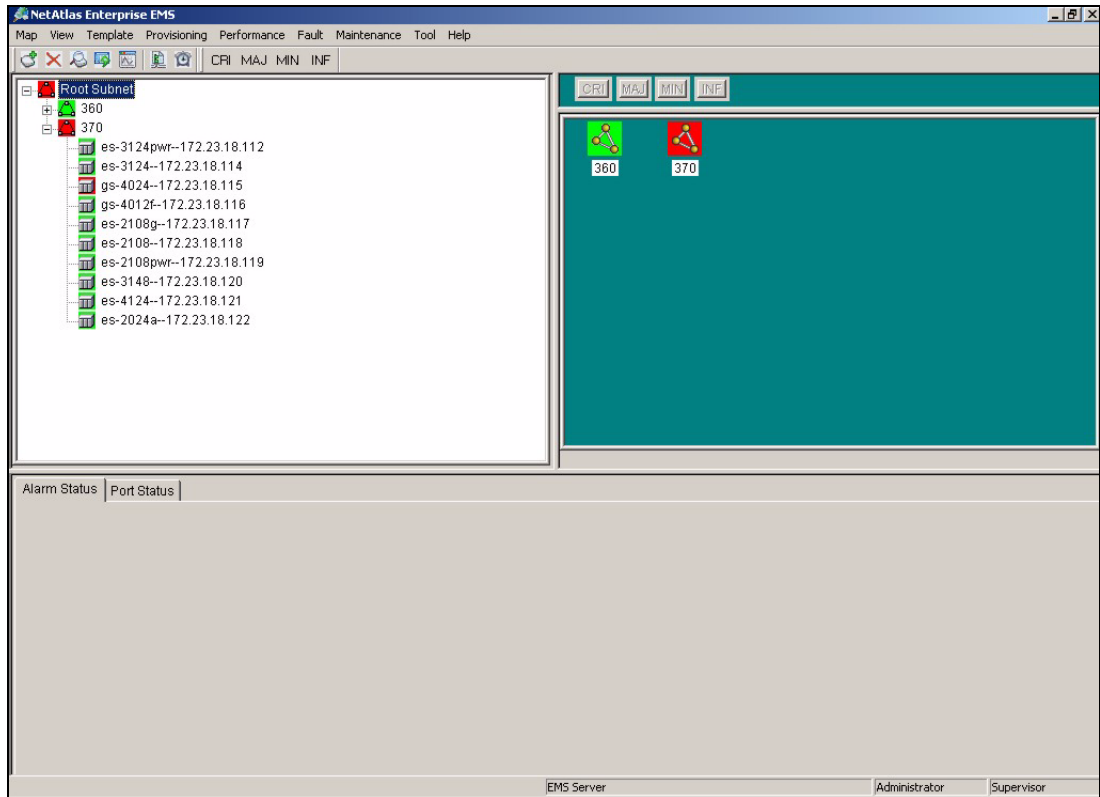 NetAtlas Enterprise EMS
Map View Template Provisioning Performance Fault Maintenance Tool Help
CRI MAJ MIN INF
Root Subnet
360
370
es-3124pwr--172.23.18.112
es-3124--172.23.18.114
gs-4024--172.23.18.115
gs-4012f--172.23.18.116
es-2108g--172.23.18.117
es-2108--172.23.18.118
es-2108pwr--172.23.18.119
es-3148--172.23.18.120
es-4124--172.23.18.121
es-2024a--172.23.18.122
CRI MAJ MIN INF
360 370
Alarm Status Port Status
EMS Server Administrator Supervisor